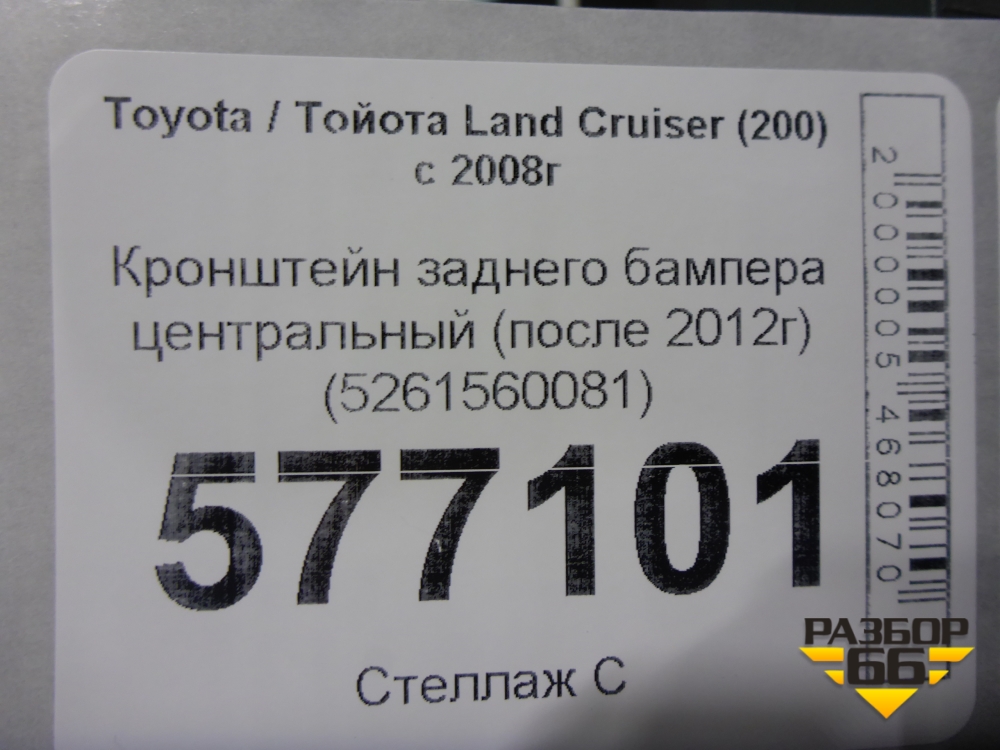 Toyota / Тойота Land Cruiser (200)
с 2008г
Кронштейн заднего бампера
центральный (после 2012г)
(5261560081)
577101
Стеллаж С
2000005468070
РАЗБОР
66